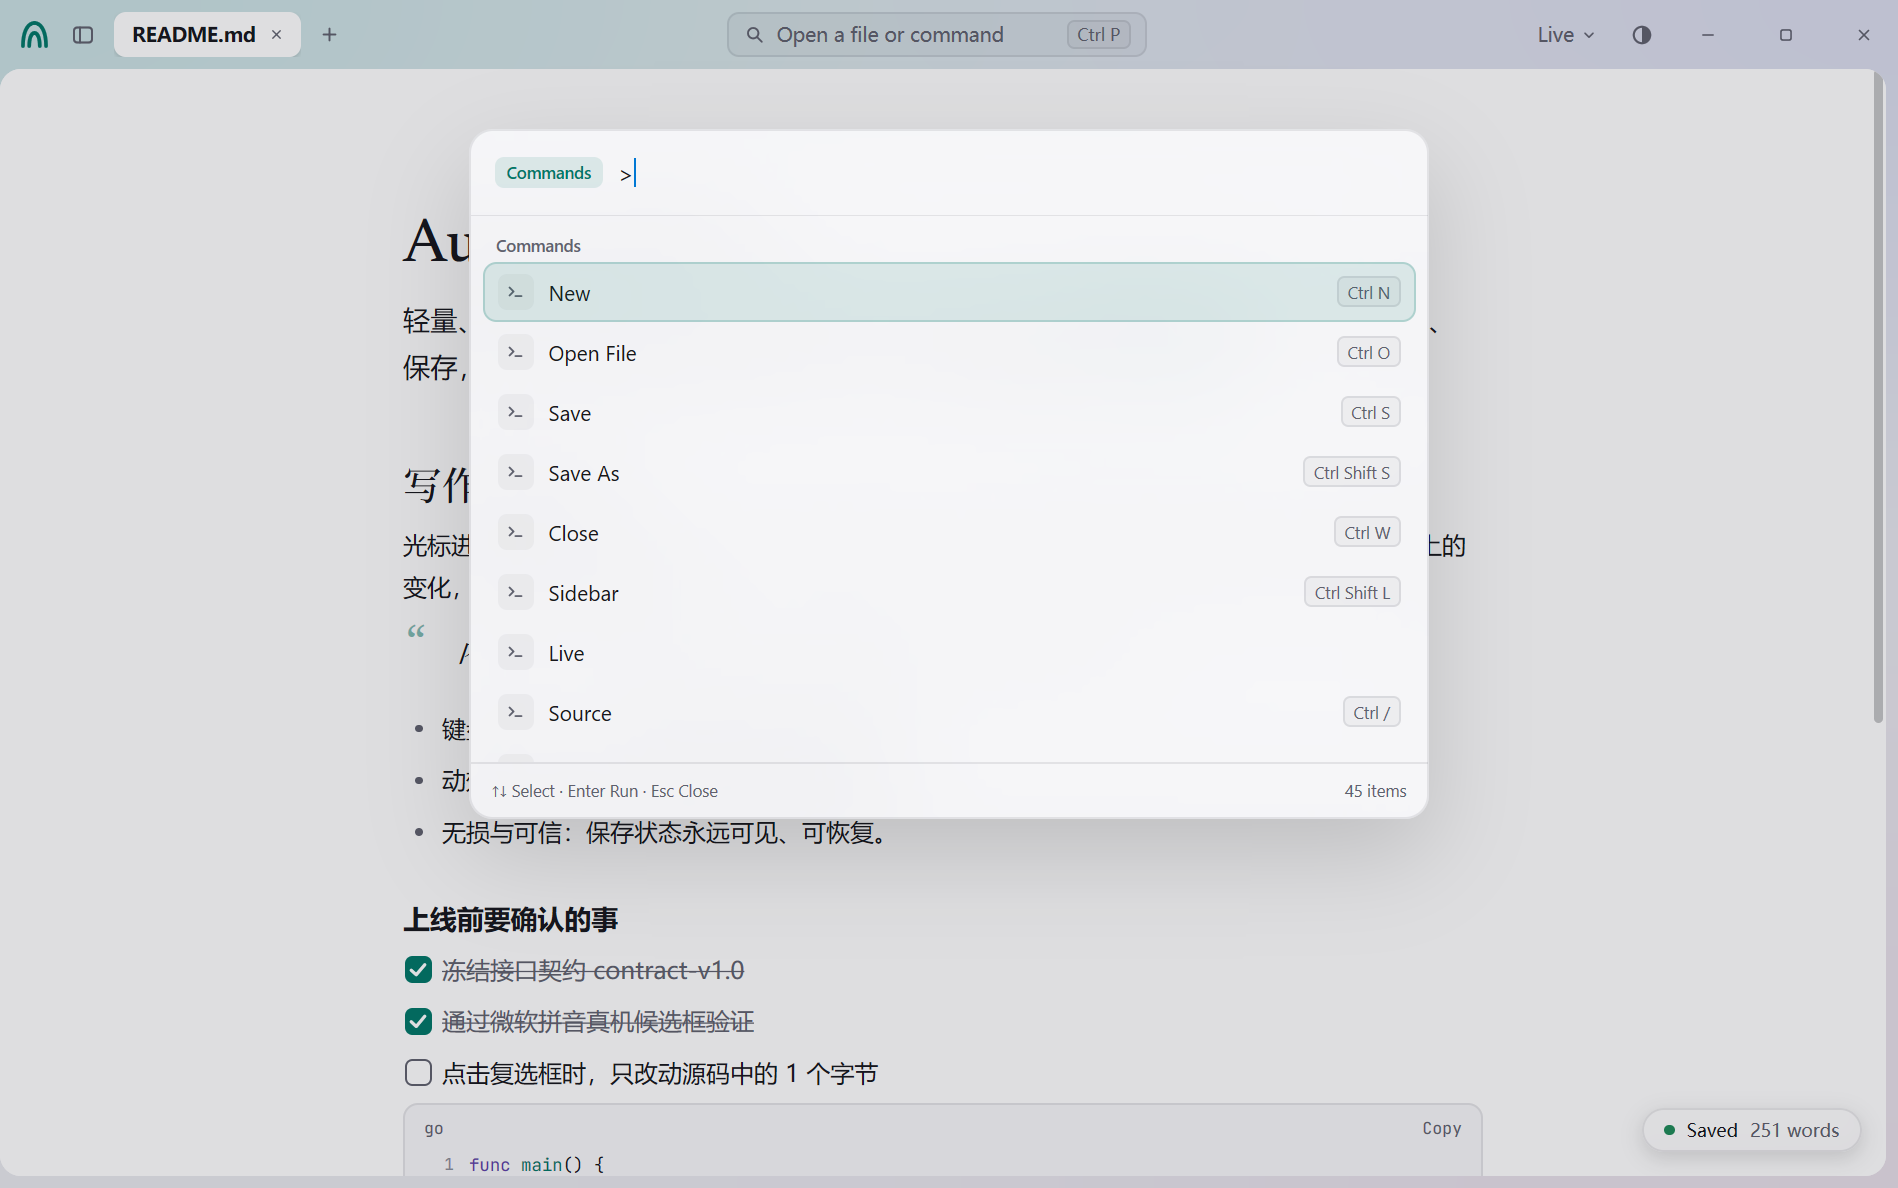 README.md
Open a file or command
Ctrl P
Live
Commands
>
Commands
New
Ctrl N
Open File
Ctrl O
Save
Ctrl S
Save As
Ctrl Shift S
Close
Ctrl W
Sidebar
Ctrl Shift L
Live
Source
Ctrl /
↑↓ Select · Enter Run · Esc Close
45 items
Au
轻量、
、
保存，
写作
光标进
上的
变化，
“
键
动
• 无损与可信：保存状态永远可见、可恢复。
上线前要确认的事
冻结接口契约 contract-v1.0
通过微软拼音真机候选框验证
点击复选框时，只改动源码中的 1 个字节
go
Copy
1 func main() {
Saved 251 words